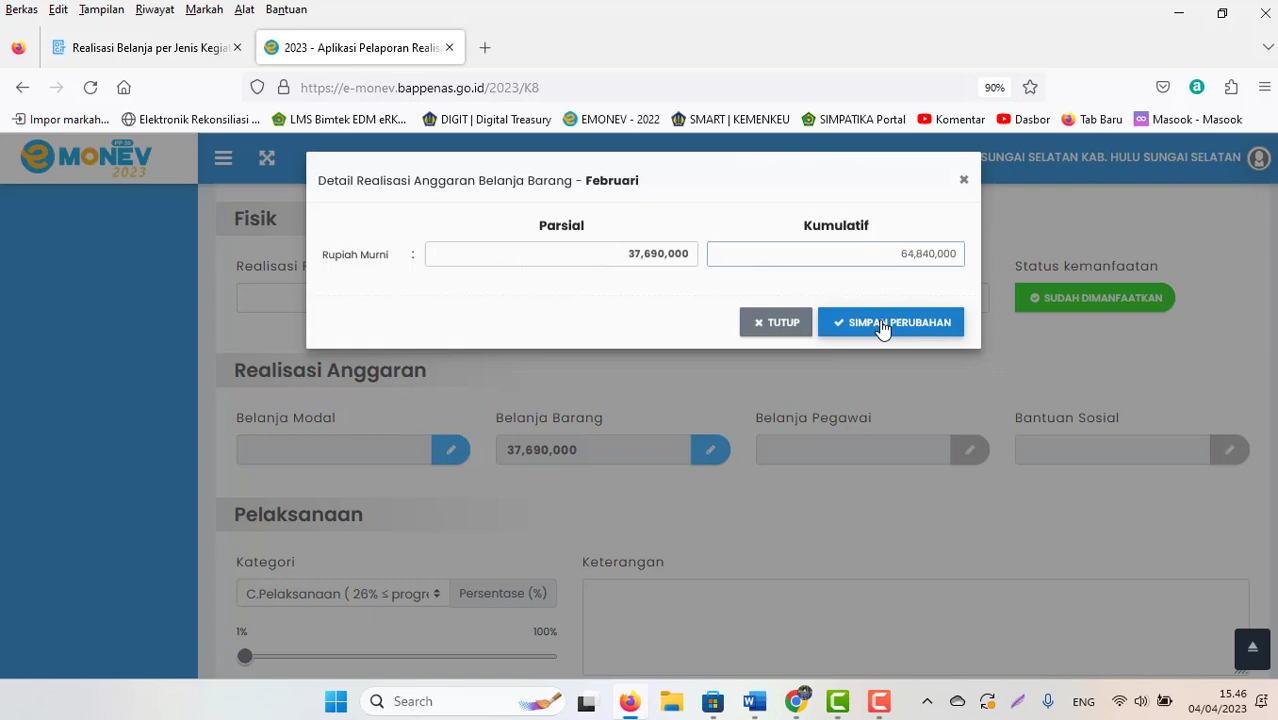 Berkas Edit Tampilan Riwayat Markah Alat Bantuan
Realisasi Belanja per Jenis Kegia
2023 - Aplikasi Pelaporan Realis
https://e-monev.bappenas.go.id/2023/K8
90%
Impor markah... Elektronik Rekonsiliasi ... LMS Bimtek EDM eRK... DIGIT | Digital Treasury EMONEV - 2022 SMART | KEMENKEU SIMPATIKA Portal Komentar Dasbor Tab Baru Masook - Masook
eMONEV
2023
SUNGAI SELATAN KAB. HULU SUNGAI SELATAN
Detail Realisasi Anggaran Belanja Barang - Februari
Parsial Kumulatif
Rupiah Murni : 37,690,000 64,840,000
TUTUP SIMPAN PERUBAHAN
Fisik
Status kemanfaatan
SUDAH DIMANFAATKAN
Realisasi Anggaran
Belanja Modal Belanja Barang Belanja Pegawai Bantuan Sosial
37,690,000
Pelaksanaan
Kategori Keterangan
C.Pelaksanaan ( 26% ≤ progr Persentase (%)
1% 100%
Search
ENG
15.46
04/04/2023